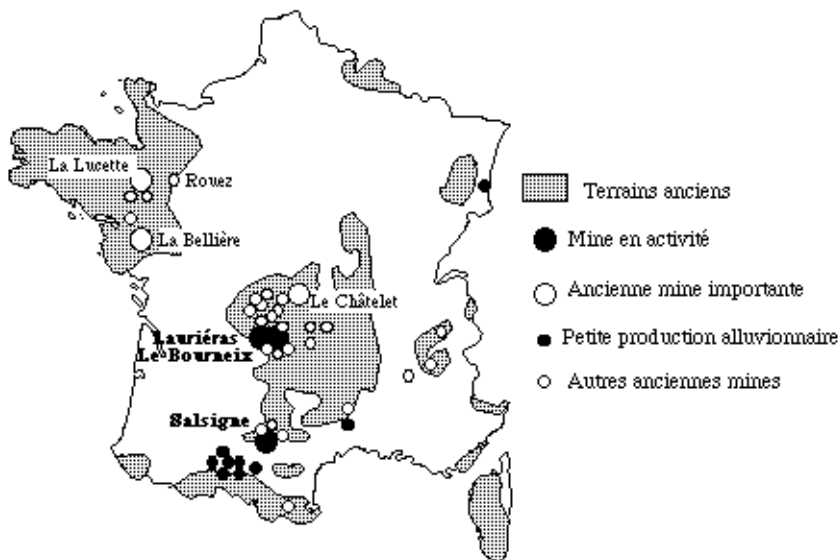 La Lucette
Rouez
La Bellière
Le Châtelet
Lauriéras
Le Bourneix
Salsigne
Terrains anciens
Mine en activité
Ancienne mine importante
Petite production alluvionnaire
Autres anciennes mines